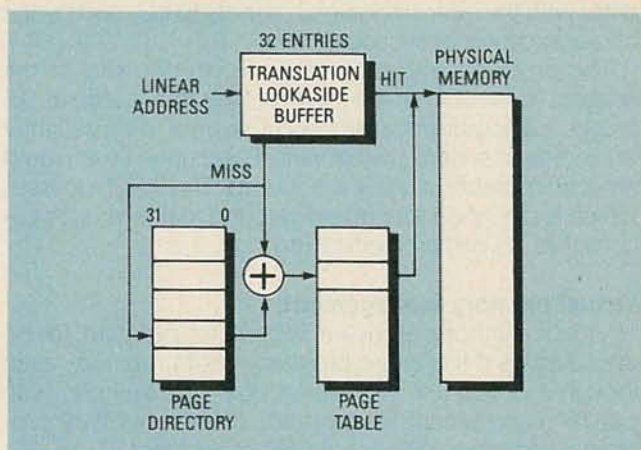 32 ENTRIES
TRANSLATION
LOOKASIDE
BUFFER
LINEAR
ADDRESS
HIT
PHYSICAL
MEMORY
MISS
31 0
+
PAGE
DIRECTORY
PAGE
TABLE